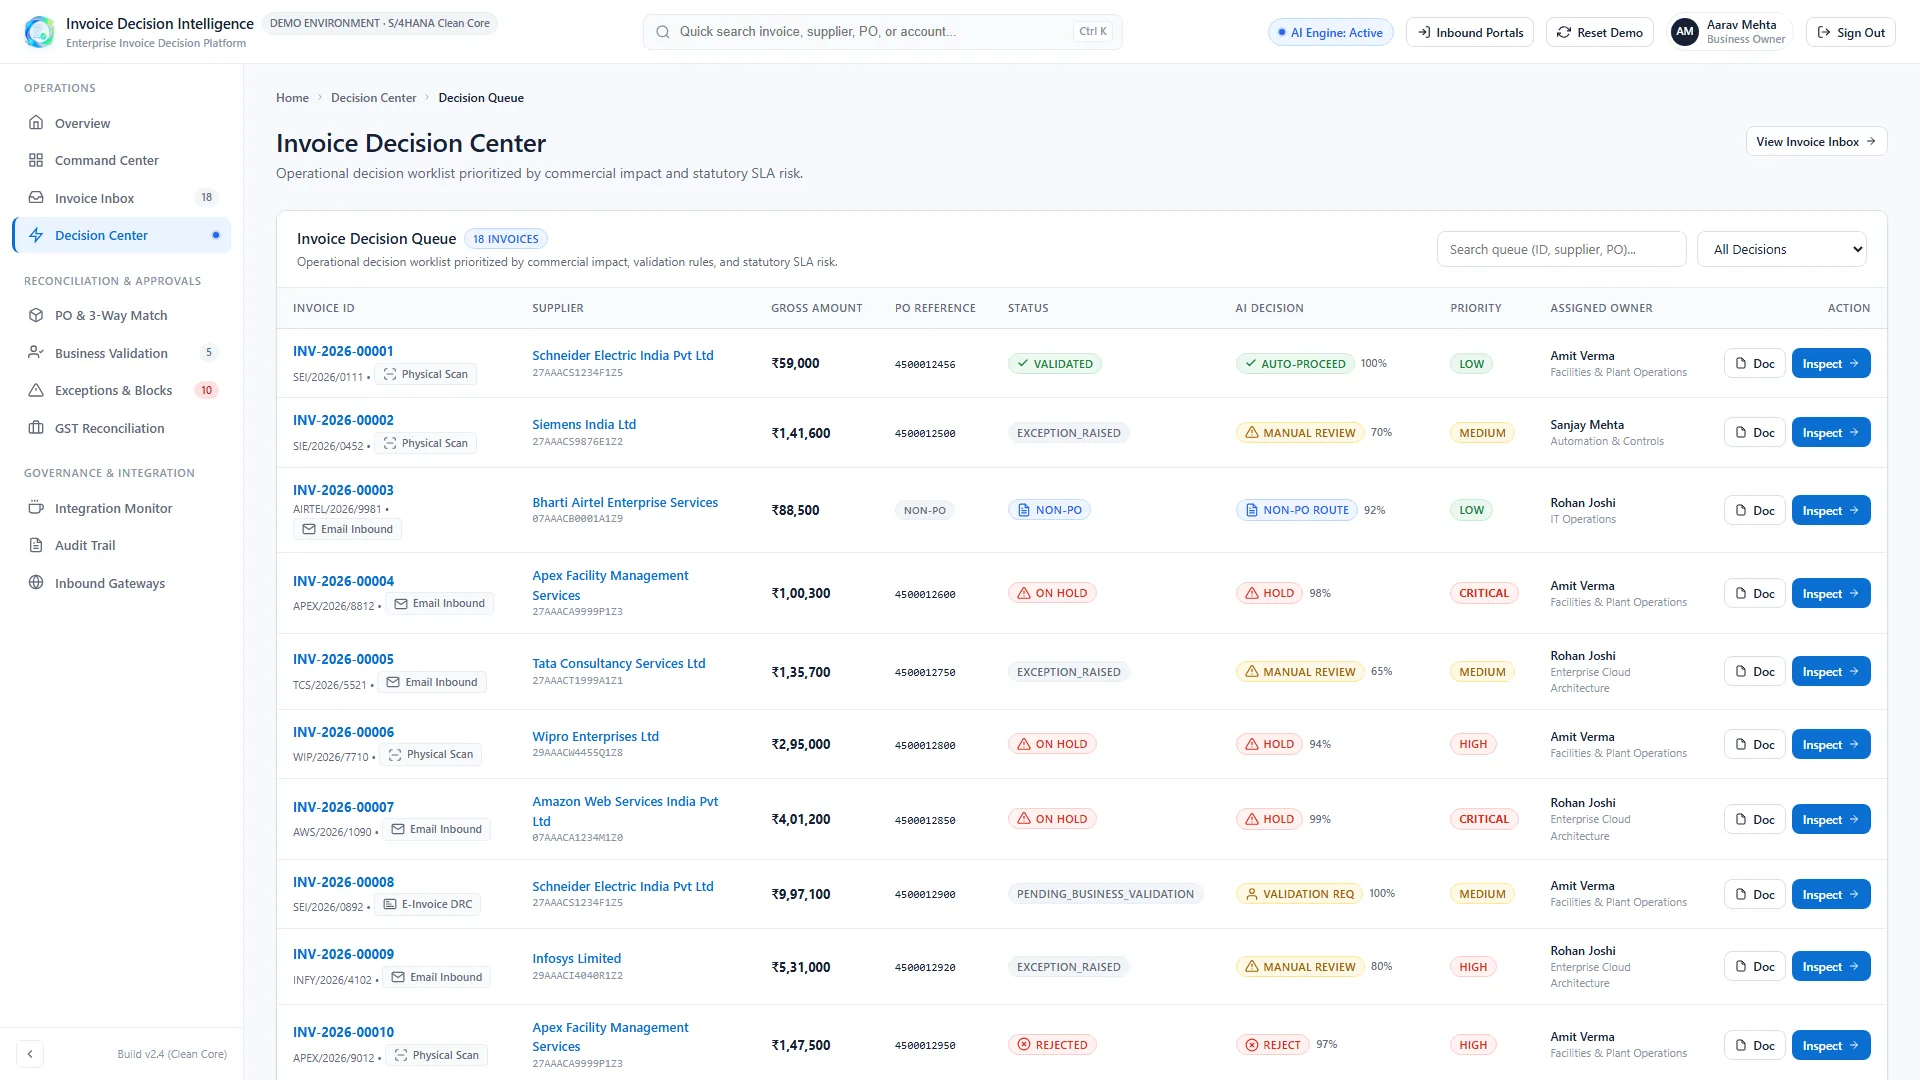 Invoice Decision Intelligence
Enterprise Invoice Decision Platform
DEMO ENVIRONMENT · S/4HANA Clean Core
Quick search invoice, supplier, PO, or account...
Ctrl K
AI Engine: Active
Inbound Portals
Reset Demo
AM
Aarav Mehta
Business Owner
Sign Out
OPERATIONS
Overview
Command Center
Invoice Inbox 18
Decision Center
RECONCILIATION & APPROVALS
PO & 3-Way Match
Business Validation 5
Exceptions & Blocks 10
GST Reconciliation
GOVERNANCE & INTEGRATION
Integration Monitor
Audit Trail
Inbound Gateways
Build v2.4 (Clean Core)
Home > Decision Center > Decision Queue
Invoice Decision Center
Operational decision worklist prioritized by commercial impact and statutory SLA risk.
View Invoice Inbox →
Invoice Decision Queue 18 INVOICES
Operational decision worklist prioritized by commercial impact, validation rules, and statutory SLA risk.
Search queue (ID, supplier, PO)...
All Decisions
INVOICE ID SUPPLIER GROSS AMOUNT PO REFERENCE STATUS AI DECISION PRIORITY ASSIGNED OWNER ACTION
INV-2026-00001
SEI/2026/0111 • Physical Scan
Schneider Electric India Pvt Ltd
27AAACS1234F1Z5
₹59,000
4500012456
VALIDATED
AUTO-PROCEED 100%
LOW
Amit Verma
Facilities & Plant Operations
Doc
Inspect →
INV-2026-00002
SIE/2026/0452 • Physical Scan
Siemens India Ltd
27AAACS9876E1Z2
₹1,41,600
4500012500
EXCEPTION_RAISED
MANUAL REVIEW 70%
MEDIUM
Sanjay Mehta
Automation & Controls
Doc
Inspect →
INV-2026-00003
AIRTEL/2026/9981 •
Email Inbound
Bharti Airtel Enterprise Services
07AAACB0001A1Z9
₹88,500
NON-PO
NON-PO
NON-PO ROUTE 92%
LOW
Rohan Joshi
IT Operations
Doc
Inspect →
INV-2026-00004
APEX/2026/8812 • Email Inbound
Apex Facility Management
Services
27AAACA9999P1Z3
₹1,00,300
4500012600
ON HOLD
HOLD 98%
CRITICAL
Amit Verma
Facilities & Plant Operations
Doc
Inspect →
INV-2026-00005
TCS/2026/5521 • Email Inbound
Tata Consultancy Services Ltd
27AAACT1999A1Z1
₹1,35,700
4500012750
EXCEPTION_RAISED
MANUAL REVIEW 65%
MEDIUM
Rohan Joshi
Enterprise Cloud
Architecture
Doc
Inspect →
INV-2026-00006
WIP/2026/7710 • Physical Scan
Wipro Enterprises Ltd
29AAACW4455Q1Z8
₹2,95,000
4500012800
ON HOLD
HOLD 94%
HIGH
Amit Verma
Facilities & Plant Operations
Doc
Inspect →
INV-2026-00007
AWS/2026/1090 • Email Inbound
Amazon Web Services India Pvt
Ltd
07AAACA1234M1Z0
₹4,01,200
4500012850
ON HOLD
HOLD 99%
CRITICAL
Rohan Joshi
Enterprise Cloud
Architecture
Doc
Inspect →
INV-2026-00008
SEI/2026/0892 • E-Invoice DRC
Schneider Electric India Pvt Ltd
27AAACS1234F1Z5
₹9,97,100
4500012900
PENDING_BUSINESS_VALIDATION
VALIDATION REQ 100%
MEDIUM
Amit Verma
Facilities & Plant Operations
Doc
Inspect →
INV-2026-00009
INFY/2026/4102 • Email Inbound
Infosys Limited
29AAACI4040R1Z2
₹5,31,000
4500012920
EXCEPTION_RAISED
MANUAL REVIEW 80%
HIGH
Rohan Joshi
Enterprise Cloud
Architecture
Doc
Inspect →
INV-2026-00010
APEX/2026/9012 • Physical Scan
Apex Facility Management
Services
27AAACA9999P1Z3
₹1,47,500
4500012950
REJECTED
REJECT 97%
HIGH
Amit Verma
Facilities & Plant Operations
Doc
Inspect →